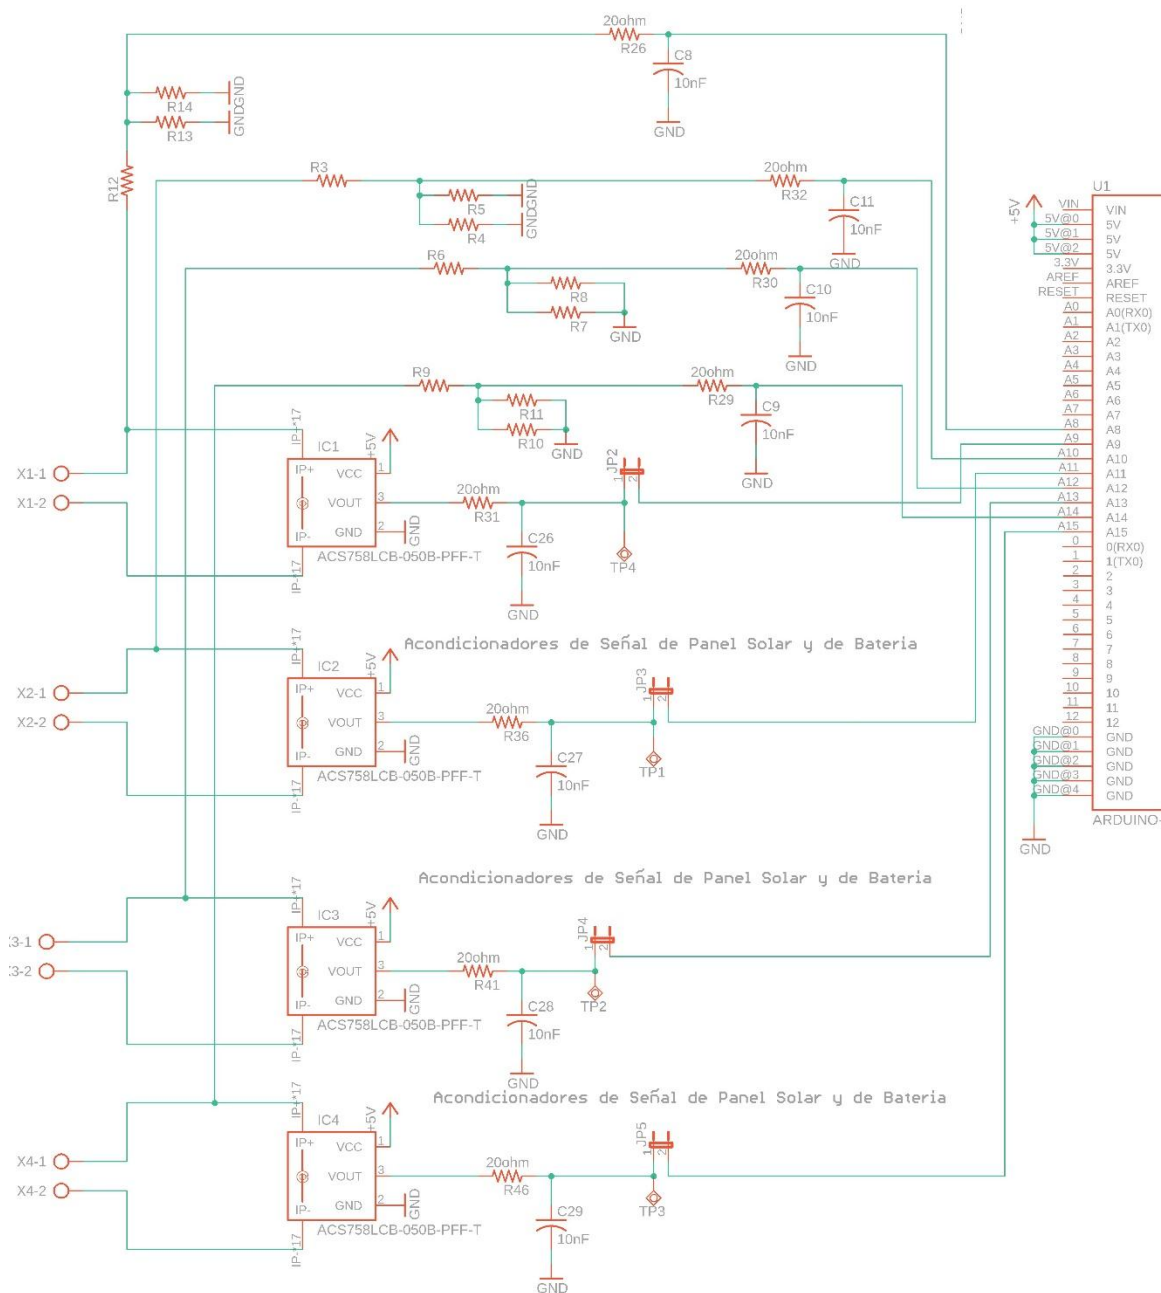 20ohm
R26
C8
10nF
GND
R14
GND
R13
GND
R12
R3
20ohm
R32
C11
10nF
GND
R5
GND
R4
GND
R6
20ohm
R30
C10
10nF
GND
R8
R7
GND
R9
20ohm
R29
C9
10nF
GND
R11
R10
GND
X1-1
X1-2
IP+*17
IC1
+5V
IP+
VCC
1
VOUT
3
GND
2
GND
IP-
ACS758LCB-050B-PFF-T
IP-*17
20ohm
R31
C26
10nF
GND
JP2
1
2
TP4
Acondicionadores de Señal de Panel Solar y de Bateria
X2-1
X2-2
IP+*17
IC2
+5V
IP+
VCC
1
VOUT
3
GND
2
GND
IP-
ACS758LCB-050B-PFF-T
IP-*17
20ohm
R36
C27
10nF
GND
JP3
1
2
TP1
Acondicionadores de Señal de Panel Solar y de Bateria
3-1
3-2
IP+*17
IC3
+5V
IP+
VCC
1
VOUT
3
GND
2
GND
IP-
ACS758LCB-050B-PFF-T
IP-*17
20ohm
R41
C28
10nF
GND
JP4
1
2
TP2
Acondicionadores de Señal de Panel Solar y de Bateria
X4-1
X4-2
IP+*17
IC4
+5V
IP+
VCC
1
VOUT
3
GND
2
GND
IP-
ACS758LCB-050B-PFF-T
IP-*17
20ohm
R46
C29
10nF
GND
JP5
1
2
TP3
U1
+5V
VIN VIN
5V@0 5V
5V@1 5V
5V@2 5V
3.3V 3.3V
AREF AREF
RESET RESET
A0 A0(RX0)
A1 A1(TX0)
A2 A2
A3 A3
A4 A4
A5 A5
A6 A6
A7 A7
A8 A8
A9 A9
A10 A10
A11 A11
A12 A12
A13 A13
A14 A14
A15 A15
0 0(RX0)
1 1(TX0)
2 2
3 3
4 4
5 5
6 6
7 7
8 8
9 9
10 10
11 11
12 12
GND@0 GND
GND@1 GND
GND@2 GND
GND@3 GND
GND@4 GND
GND
ARDUINO-